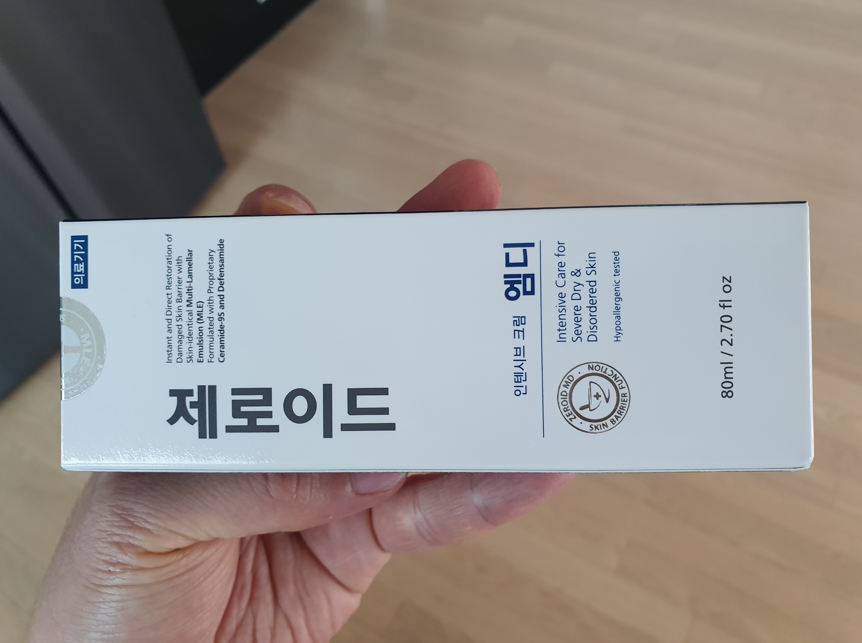 의료기기
Instant and Direct Restoration of
Damaged Skin Barrier with
Skin-identical Multi-Lamellar
Emulsion (MLE)
Formulated with Proprietary
Ceramide-9S and Defensamide
제로이드
인텐시브 크림 엠디
Intensive Care for
Severe Dry &
Disordered Skin
Hypoallergenic tested
ZEROID MD · SKIN BARRIER FUNCTION ·
80ml / 2.70 fl oz